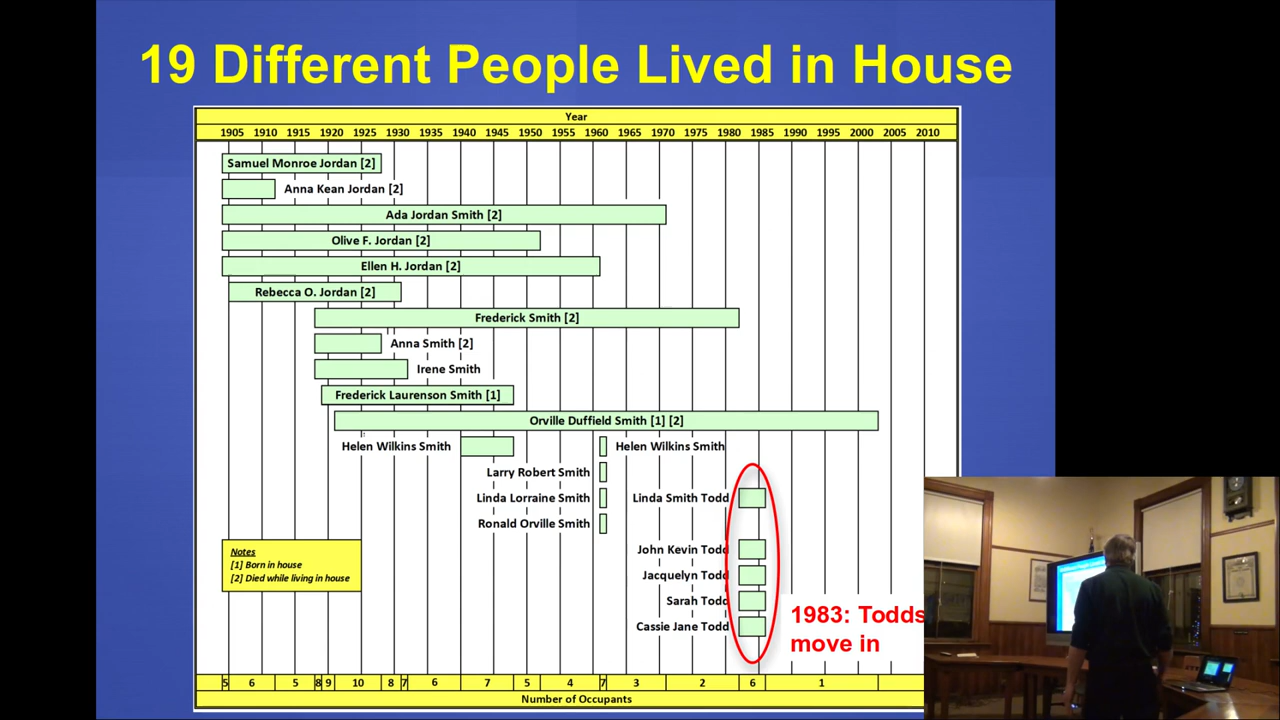 19 Different People Lived in House
Year
1905 1910 1915 1920 1925 1930 1935 1940 1945 1950 1955 1960 1965 1970 1975 1980 1985 1990 1995 2000 2005 2010
Samuel Monroe Jordan [2]
Anna Kean Jordan [2]
Ada Jordan Smith [2]
Olive F. Jordan [2]
Ellen H. Jordan [2]
Rebecca O. Jordan [2]
Frederick Smith [2]
Anna Smith [2]
Irene Smith
Frederick Laurenson Smith [1]
Orville Duffield Smith [1] [2]
Helen Wilkins Smith Helen Wilkins Smith
Larry Robert Smith
Linda Lorraine Smith Linda Smith Todd
Ronald Orville Smith
Notes
[1] Born in house
[2] Died while living in house
John Kevin Todd
Jacquelyn Todd
Sarah Todd
Cassie Jane Todd
1983: Todds
move in
5 6 5 8 9 10 8 7 6 7 5 4 7 3 2 6 1
Number of Occupants